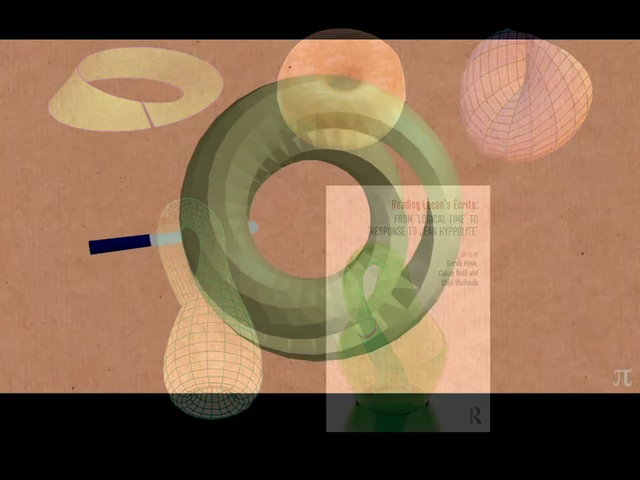 Reading Lacan's Écrits:
FROM 'LOGICAL TIME' TO
'RESPONSE TO JEAN HYPPOLITE'
Derek Hook,
Calum Neill and
Stijn Vanheule
R
π